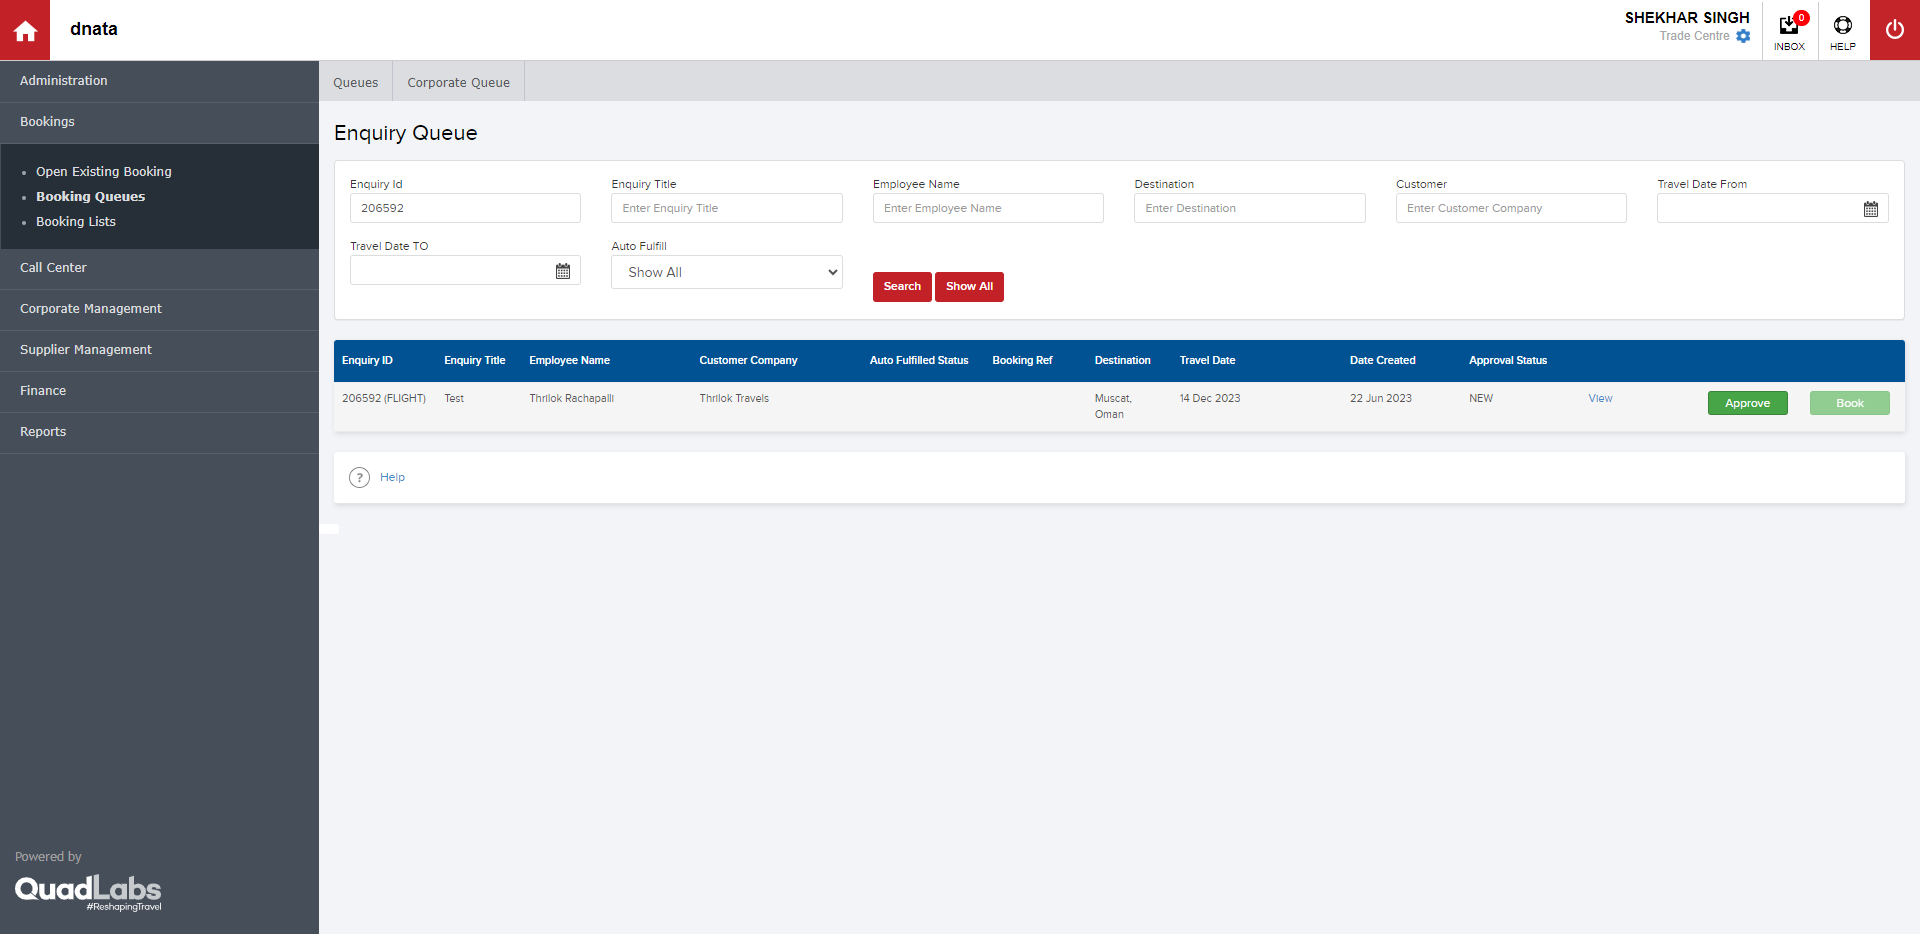 dnata
SHEKHAR SINGH
Trade Centre
0
INBOX
HELP
Administration
Bookings
Open Existing Booking
Booking Queues
Booking Lists
Call Center
Corporate Management
Supplier Management
Finance
Reports
Powered by
QuadLabs
#ReshapingTravel
Queues
Corporate Queue
Enquiry Queue
Enquiry Id
206592
Enquiry Title
Enter Enquiry Title
Employee Name
Enter Employee Name
Destination
Enter Destination
Customer
Enter Customer Company
Travel Date From
Travel Date TO
Auto Fulfill
Show All
Search
Show All
Enquiry ID Enquiry Title Employee Name Customer Company Auto Fulfilled Status Booking Ref Destination Travel Date Date Created Approval Status
206592 (FLIGHT) Test Thrilok Rachapalli Thrilok Travels Muscat, 14 Dec 2023 22 Jun 2023 NEW View Approve Book
Oman
? Help